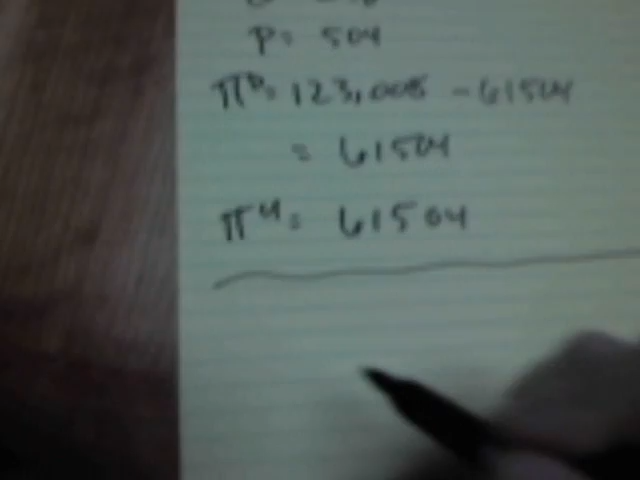 P = 504
π^D = 123,008 - 61504
= 61504
π^U = 61504